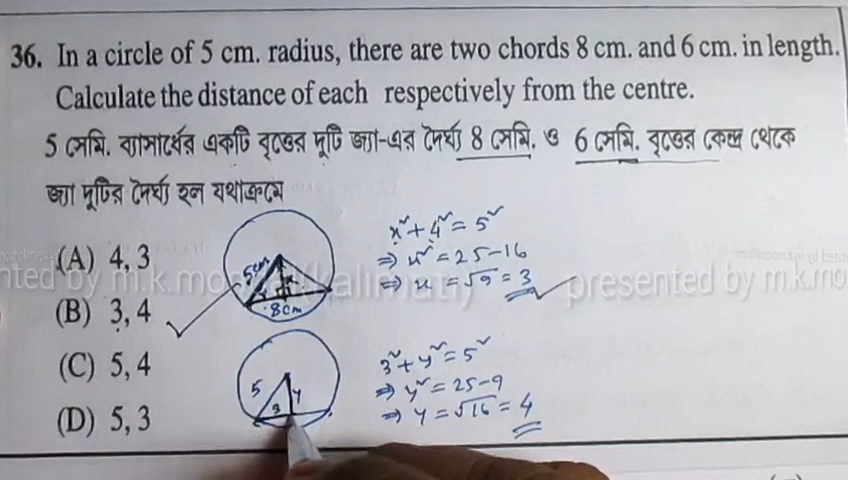 36. In a circle of 5 cm. radius, there are two chords 8 cm. and 6 cm. in length.
Calculate the distance of each respectively from the centre.
5 সেমি. ব্যাসার্ধের একটি বৃত্তের দুটি জ্যা-এর দৈর্ঘ্য 8 সেমি. ও 6 সেমি. বৃত্তের কেন্দ্র থেকে
জ্যা দুটির দৈর্ঘ্য হল যথাক্রমে
(A) 4, 3
(B) 3, 4
(C) 5, 4
(D) 5, 3
5cm
x
4
8cm
x² + 4² = 5²
⇒ x² = 25-16
⇒ x = √9 = 3
5
y
3
3² + y² = 5²
⇒ y² = 25-9
⇒ y = √16 = 4
presented by m.k.mo